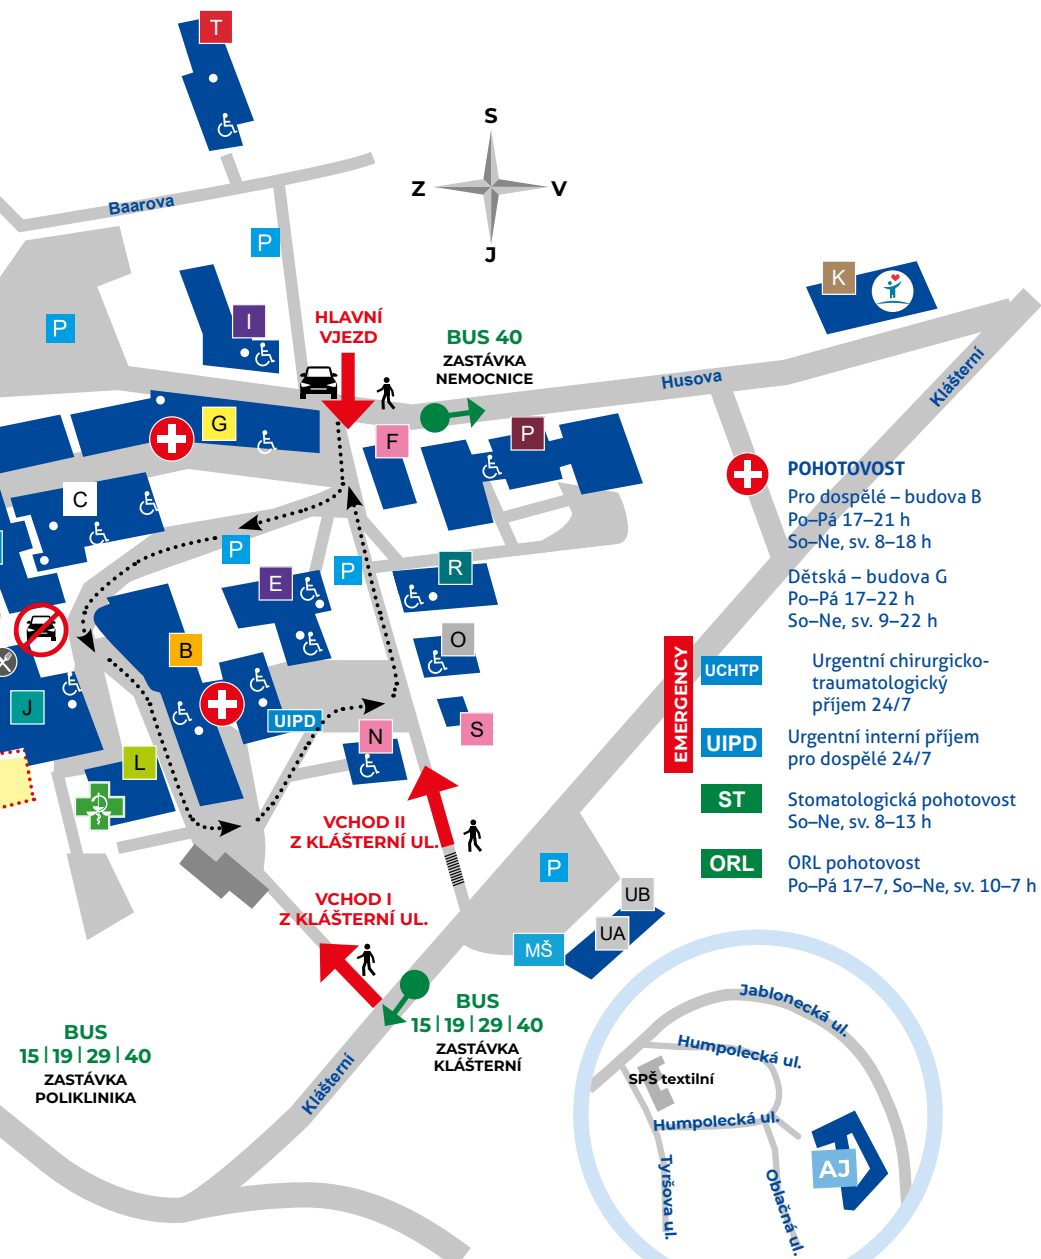 T
S
Z
V
J
Baarova
P
K
I
P
HLAVNÍ
VJEZD
BUS 40
ZASTÁVKA
NEMOCNICE
Husova
Klášterní
G
F
P
C
POHOTOVOST
Pro dospělé – budova B
Po–Pá 17–21 h
So–Ne, sv. 8–18 h
Dětská – budova G
Po–Pá 17–22 h
So–Ne, sv. 9–22 h
P
P
E
R
B
O
J
UIPD
N
S
L
EMERGENCY
UCHTP
Urgentní chirurgicko-
traumatologický
příjem 24/7
UIPD
Urgentní interní příjem
pro dospělé 24/7
ST
Stomatologická pohotovost
So–Ne, sv. 8–13 h
ORL
ORL pohotovost
Po–Pá 17–7, So–Ne, sv. 10–7 h
VCHOD II
Z KLÁŠTERNÍ UL.
VCHOD I
Z KLÁŠTERNÍ UL.
P
UB
UA
MŠ
BUS
15 | 19 | 29 | 40
ZASTÁVKA
KLÁŠTERNÍ
BUS
15 | 19 | 29 | 40
ZASTÁVKA
POLIKLINIKA
Klášterní
Jablonecká ul.
Humpolecká ul.
SPŠ textilní
Humpolecká ul.
AJ
Tyršova ul.
Oblačná ul.